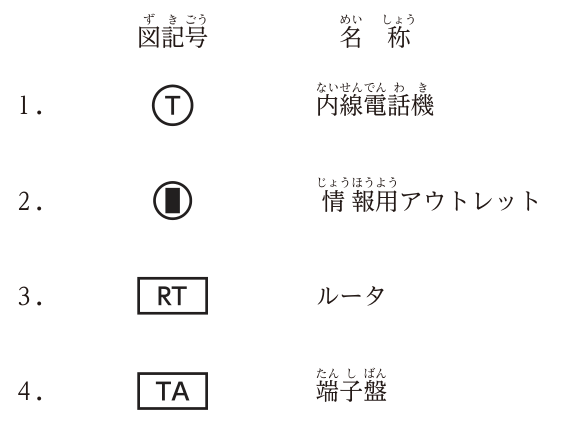 図記号 名称
1. T 内線電話機
2. 情報用アウトレット
3. RT ルータ
4. TA 端子盤